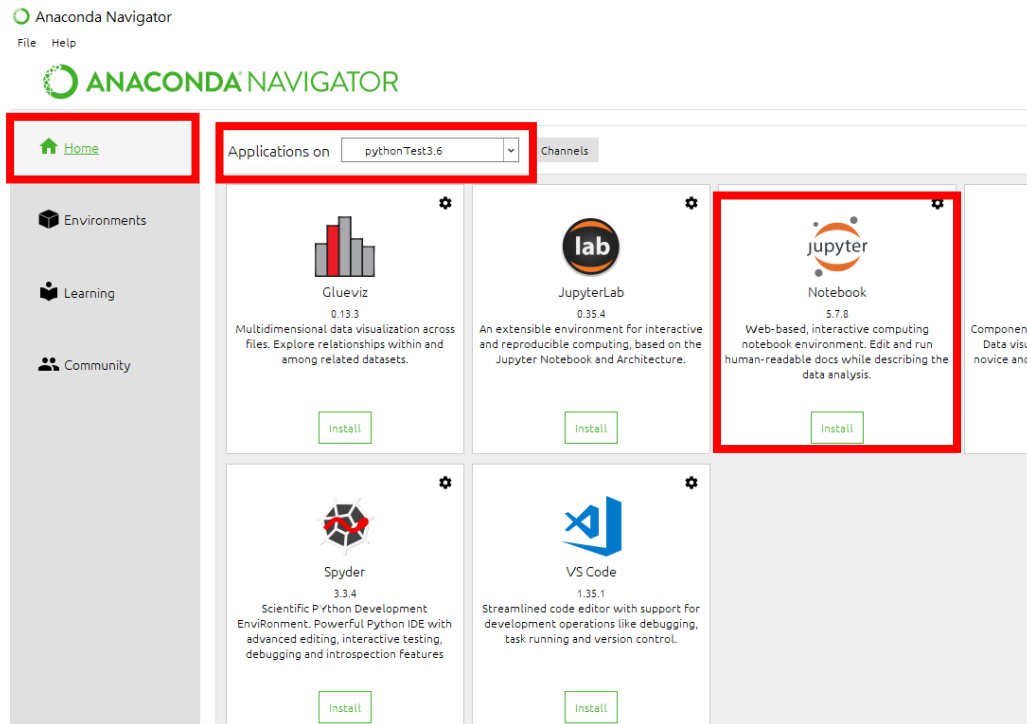 Anaconda Navigator
File Help
ANACONDA NAVIGATOR
Home
Applications on pythonTest3.6 Channels
Environments
Learning
Community
Glueviz
0.13.3
Multidimensional data visualization across
files. Explore relationships within and
among related datasets.
Install
lab
JupyterLab
0.35.4
An extensible environment for interactive
and reproducible computing, based on the
Jupyter Notebook and Architecture.
Install
jupyter
Notebook
5.7.8
Web-based, interactive computing
notebook environment. Edit and run
human-readable docs while describing the
data analysis.
Install
Data
novice
Spyder
3.3.4
Scientific PYthon Development
EnviRonment. Powerful Python IDE with
advanced editing, interactive testing,
debugging and introspection features
Install
VS Code
1.35.1
Streamlined code editor with support for
development operations like debugging,
task running and version control.
Install